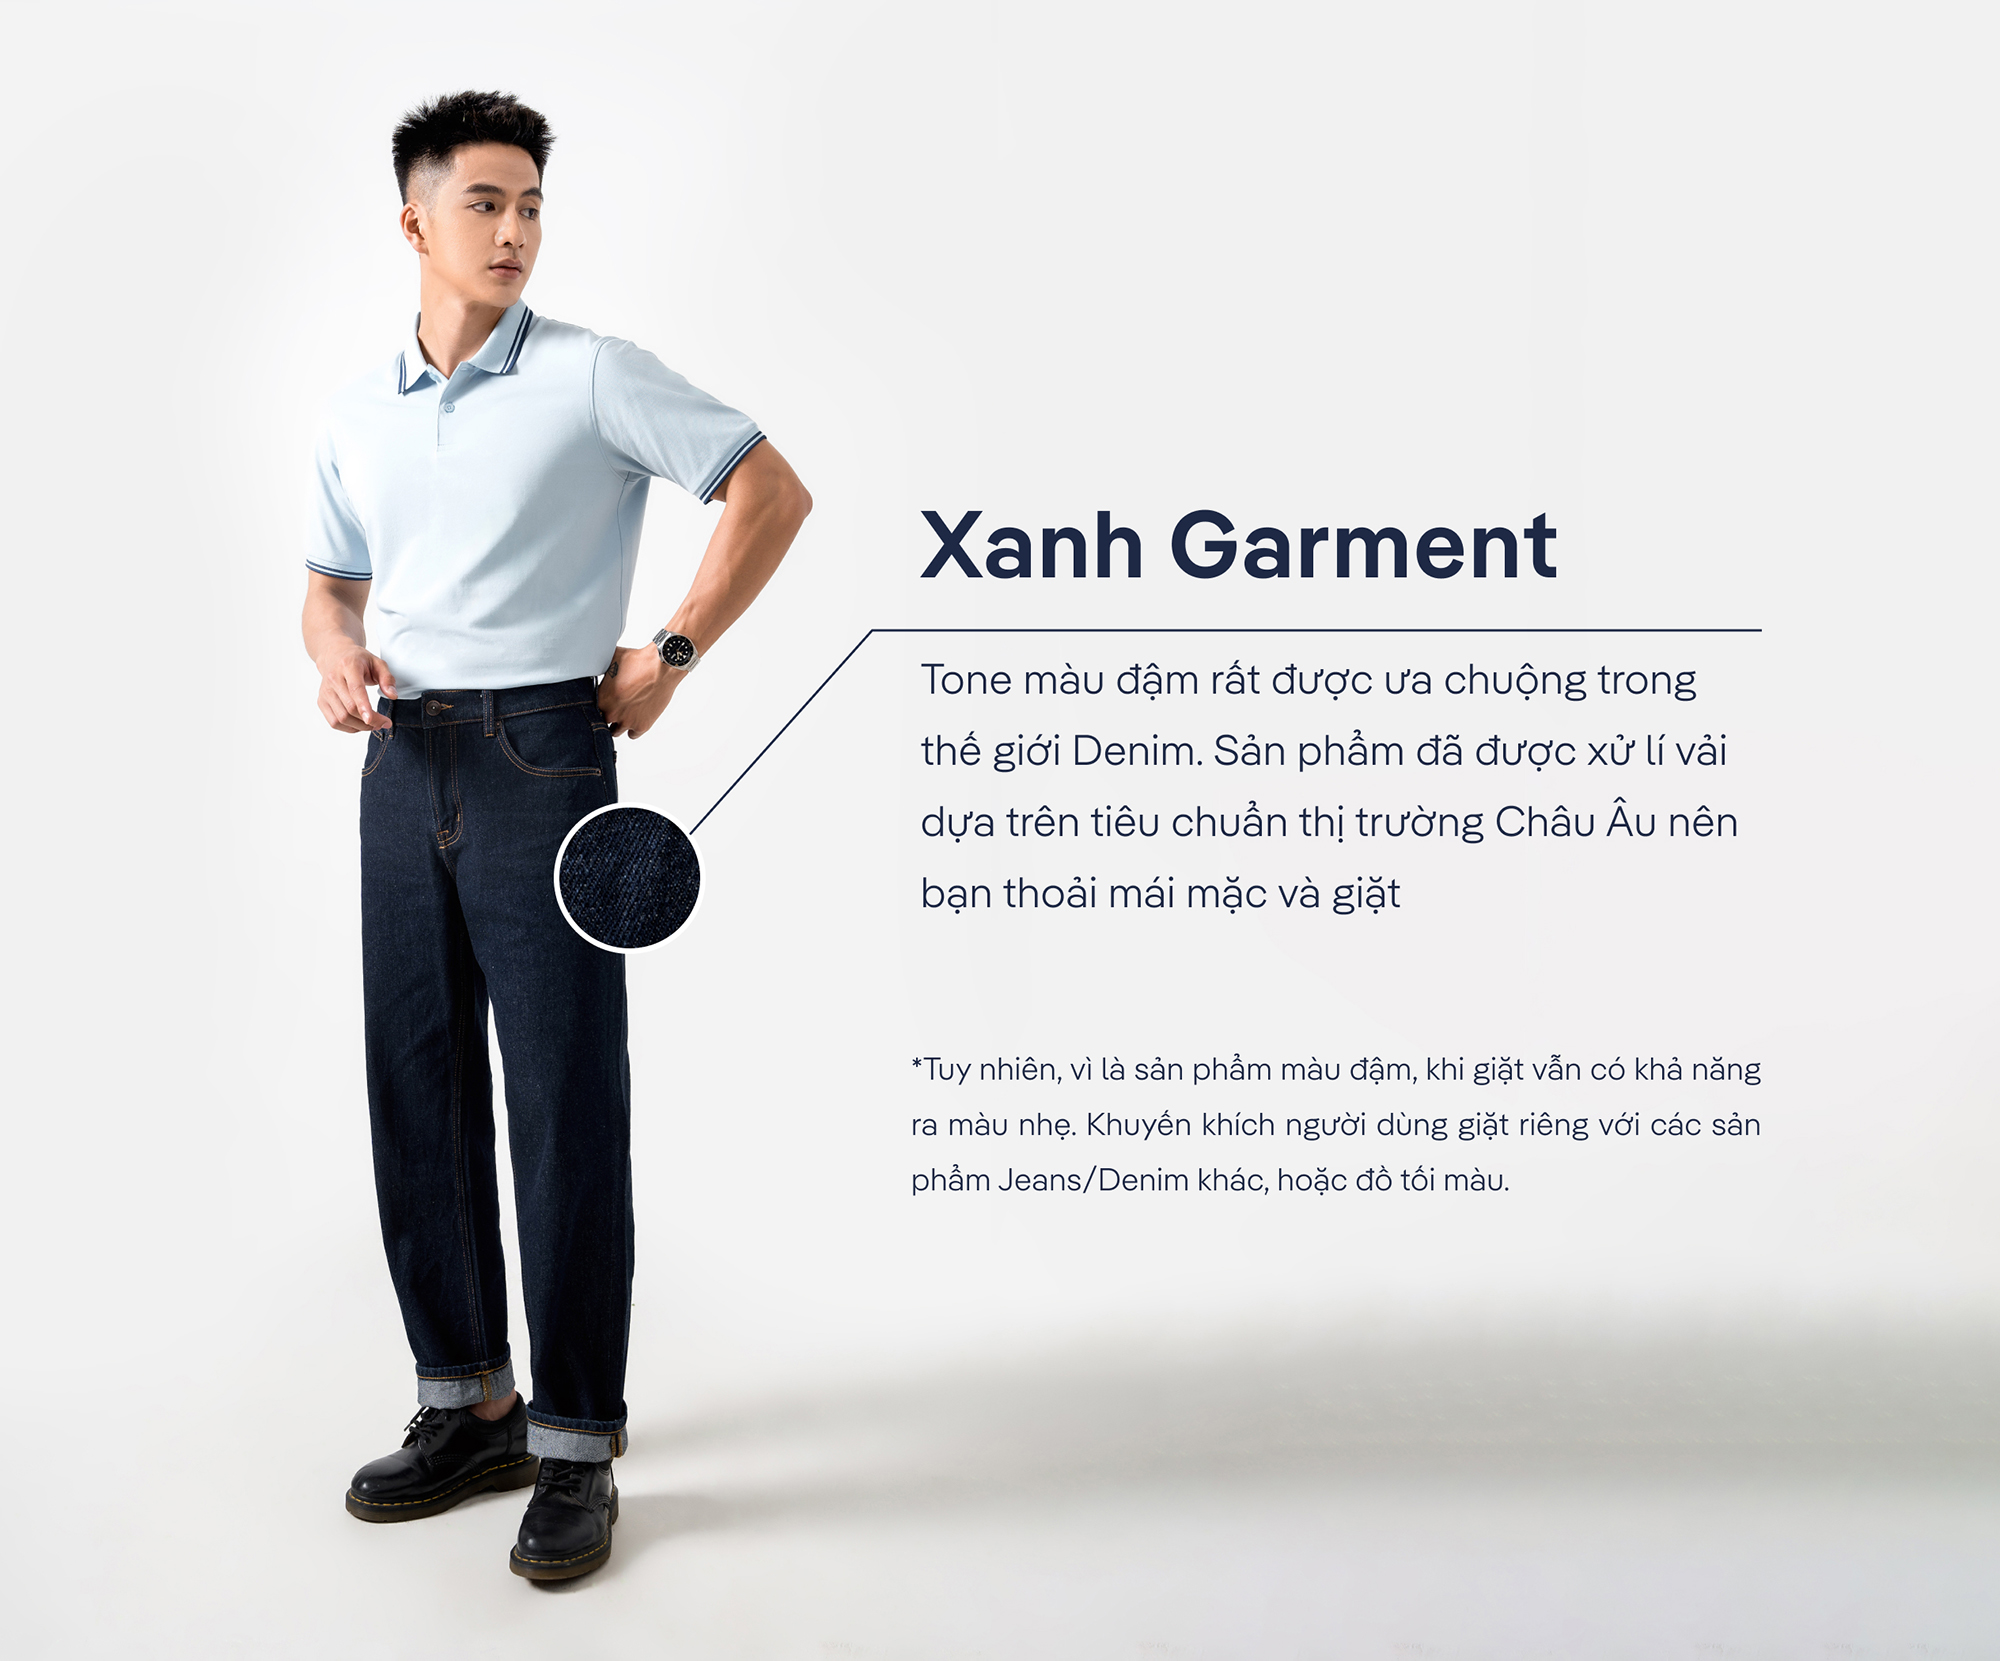 Xanh Garment
Tone màu đậm rất được ưa chuộng trong
thế giới Denim. Sản phẩm đã được xử lí vải
dựa trên tiêu chuẩn thị trường Châu Âu nên
bạn thoải mái mặc và giặt
*Tuy nhiên, vì là sản phẩm màu đậm, khi giặt vẫn có khả năng
ra màu nhẹ. Khuyến khích người dùng giặt riêng với các sản
phẩm Jeans/Denim khác, hoặc đồ tối màu.